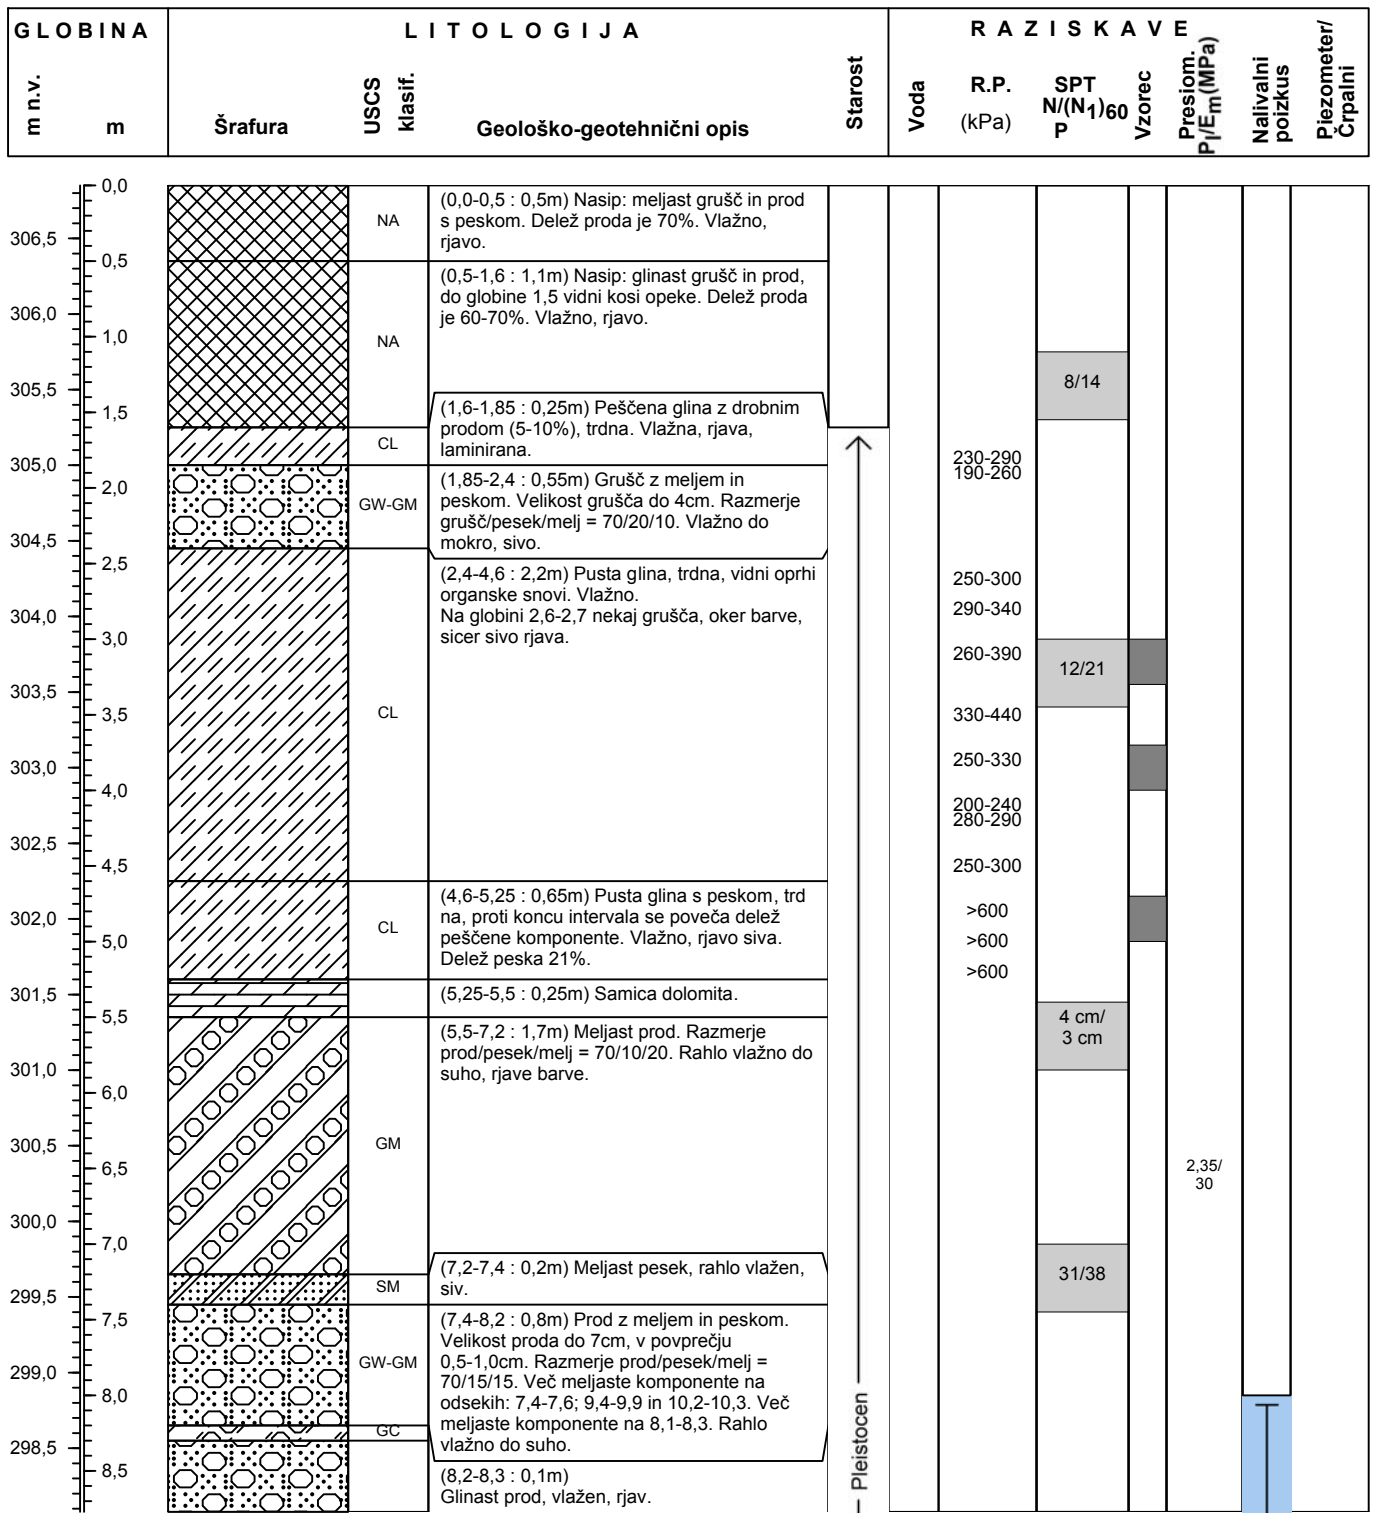 GLOBINA
LITOLOGIJA
RAZISKAVE
m n.v.
m
Šrafura
USCS
klasif.
Geološko-geotehnični opis
Starost
Voda
R.P.
(kPa)
SPT
N/(N1)60
P
Vzorec
Presiom.
Pl/Em(MPa)
Nalivalni
poizkus
Piezometer/
Črpalni
306,5
306,0
305,5
305,0
304,5
304,0
303,5
303,0
302,5
302,0
301,5
301,0
300,5
300,0
299,5
299,0
298,5
0,0
0,5
1,0
1,5
2,0
2,5
3,0
3,5
4,0
4,5
5,0
5,5
6,0
6,5
7,0
7,5
8,0
8,5
NA
NA
CL
GW-GM
CL
CL
GM
SM
GW-GM
GC
(0,0-0,5 : 0,5m) Nasip: meljast grušč in prod
s peskom. Delež proda je 70%. Vlažno,
rjavo.
(0,5-1,6 : 1,1m) Nasip: glinast grušč in prod,
do globine 1,5 vidni kosi opeke. Delež proda
je 60-70%. Vlažno, rjavo.
(1,6-1,85 : 0,25m) Peščena glina z drobnim
prodom (5-10%), trdna. Vlažna, rjava,
laminirana.
(1,85-2,4 : 0,55m) Grušč z meljem in
peskom. Velikost grušča do 4cm. Razmerje
grušč/pesek/melj = 70/20/10. Vlažno do
mokro, sivo.
(2,4-4,6 : 2,2m) Pusta glina, trdna, vidni oprhi
organske snovi. Vlažno.
Na globini 2,6-2,7 nekaj grušča, oker barve,
sicer sivo rjava.
(4,6-5,25 : 0,65m) Pusta glina s peskom, trd
na, proti koncu intervala se poveča delež
peščene komponente. Vlažno, rjavo siva.
Delež peska 21%.
(5,25-5,5 : 0,25m) Samica dolomita.
(5,5-7,2 : 1,7m) Meljast prod. Razmerje
prod/pesek/melj = 70/10/20. Rahlo vlažno do
suho, rjave barve.
(7,2-7,4 : 0,2m) Meljast pesek, rahlo vlažen,
siv.
(7,4-8,2 : 0,8m) Prod z meljem in peskom.
Velikost proda do 7cm, v povprečju
0,5-1,0cm. Razmerje prod/pesek/melj =
70/15/15. Več meljaste komponente na
odsekih: 7,4-7,6; 9,4-9,9 in 10,2-10,3. Več
meljaste komponente na 8,1-8,3. Rahlo
vlažno do suho.
(8,2-8,3 : 0,1m)
Glinast prod, vlažen, rjav.
Pleistocen
230-290
190-260
250-300
290-340
260-390
330-440
250-330
200-240
280-290
250-300
>600
>600
>600
8/14
12/21
4 cm/
3 cm
31/38
2,35/
30